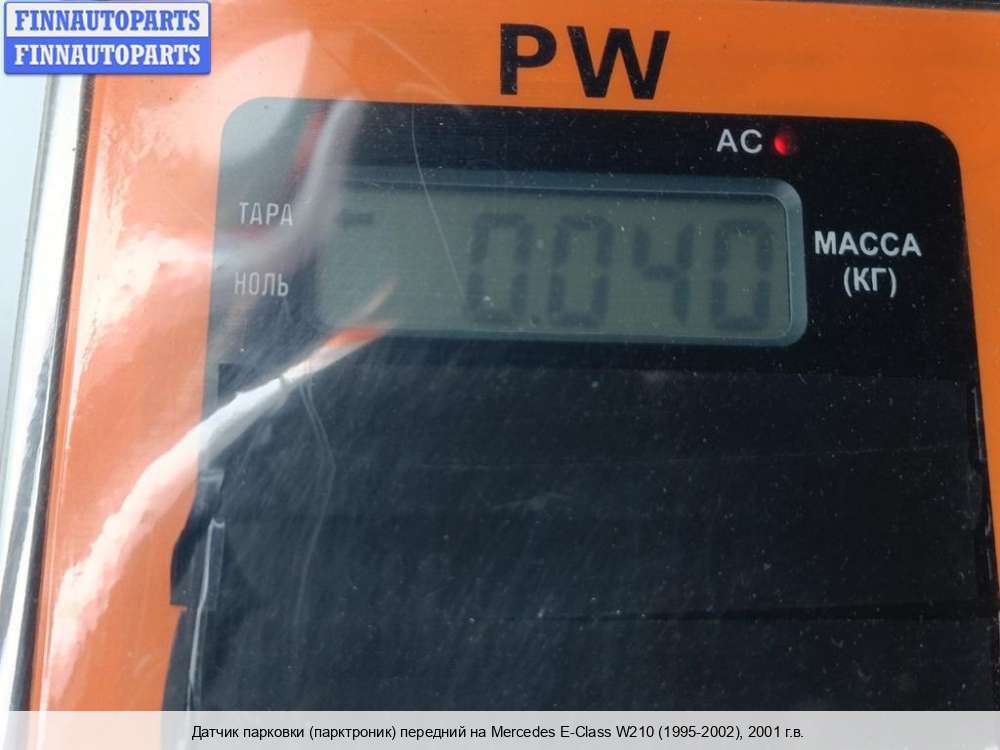 FINNAUTOPARTS
FINNAUTOPARTS
PW
AC
ТАРА
0.040
МАССА
НОЛЬ
(КГ)
Датчик парковки (парктроник) передний на Mercedes E-Class W210 (1995-2002), 2001 г.в.